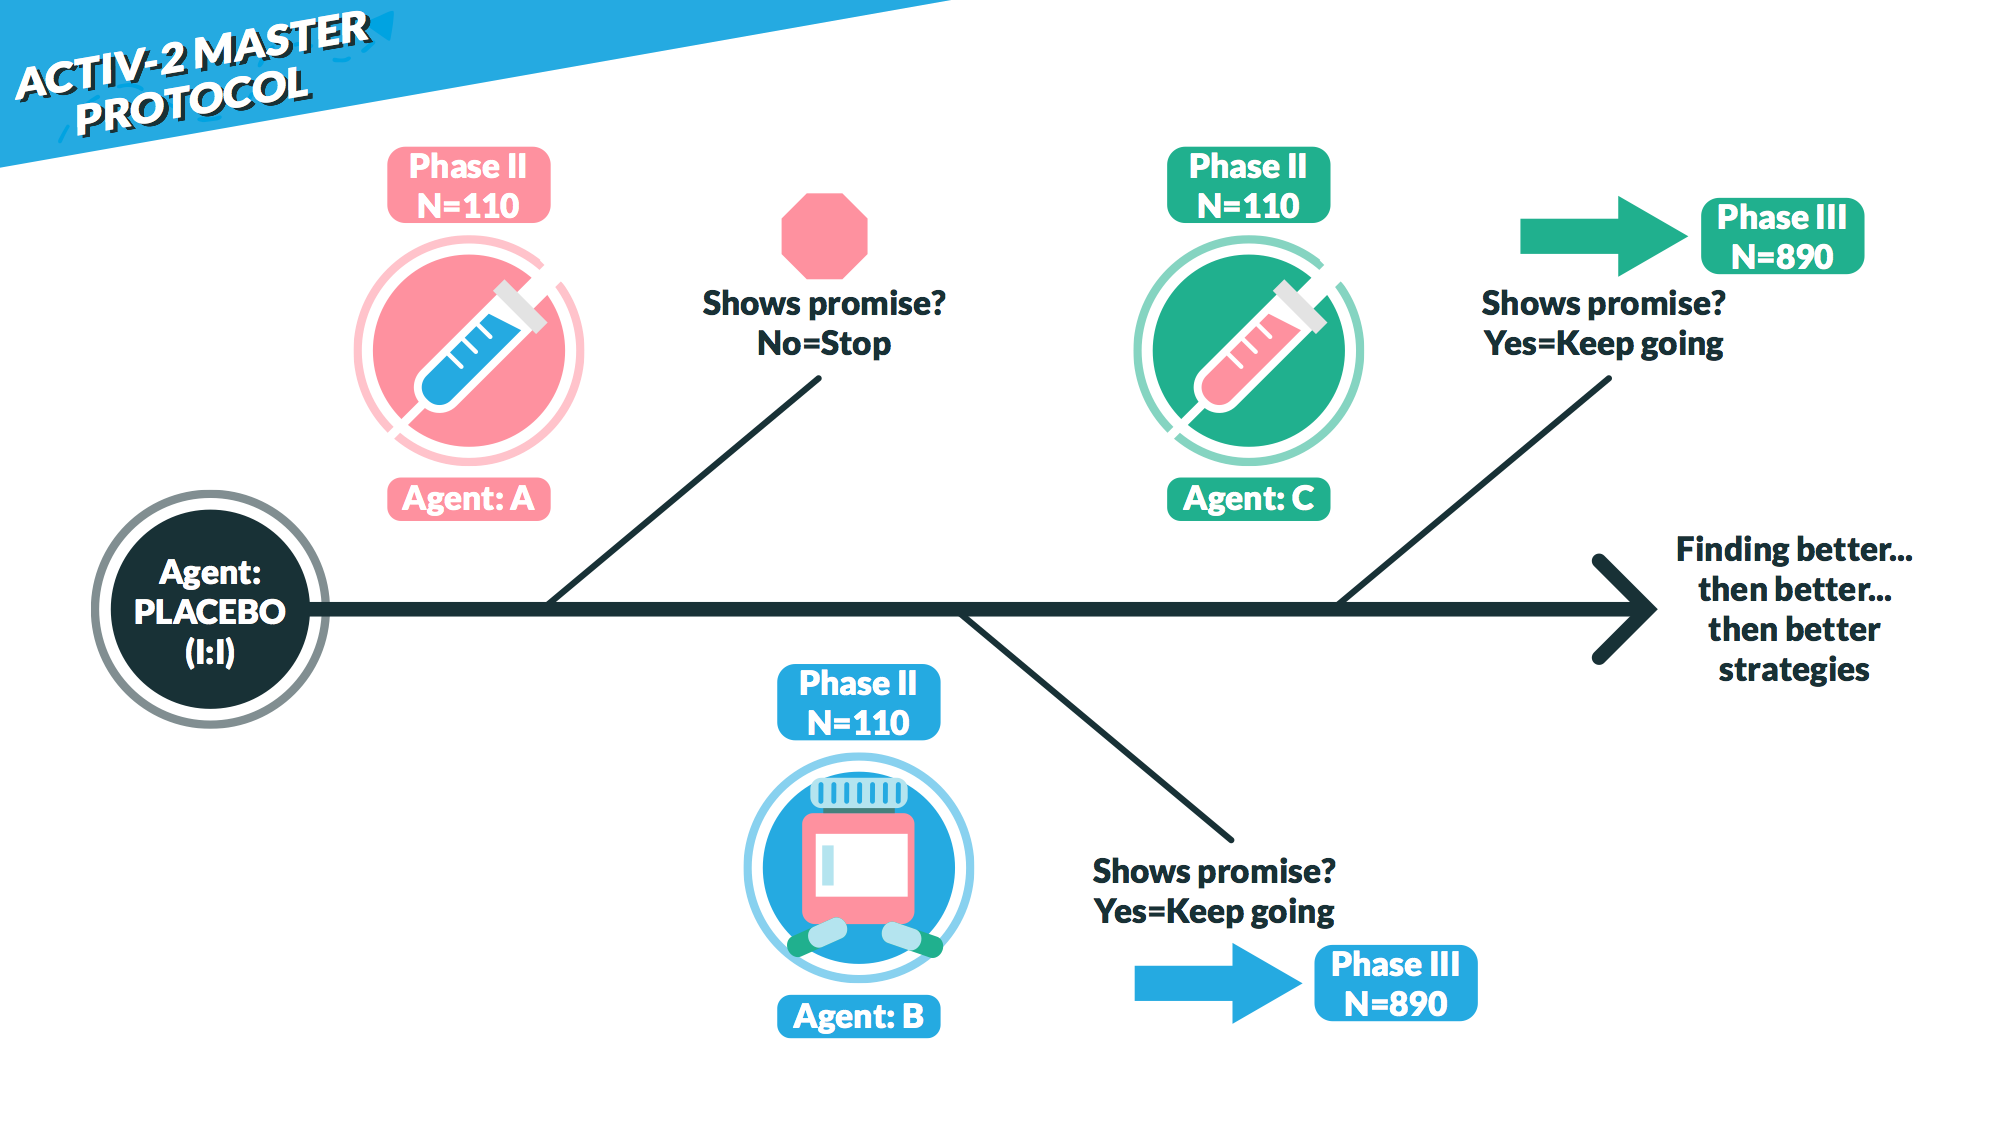 ACTIV-2 MASTER
PROTOCOL
Phase II
N=110
Agent: A
Shows promise?
No=Stop
Phase II
N=110
Agent: C
Shows promise?
Yes=Keep going
Phase III
N=890
Agent:
PLACEBO
(I:I)
Finding better...
then better...
then better
strategies
Phase II
N=110
Agent: B
Shows promise?
Yes=Keep going
Phase III
N=890